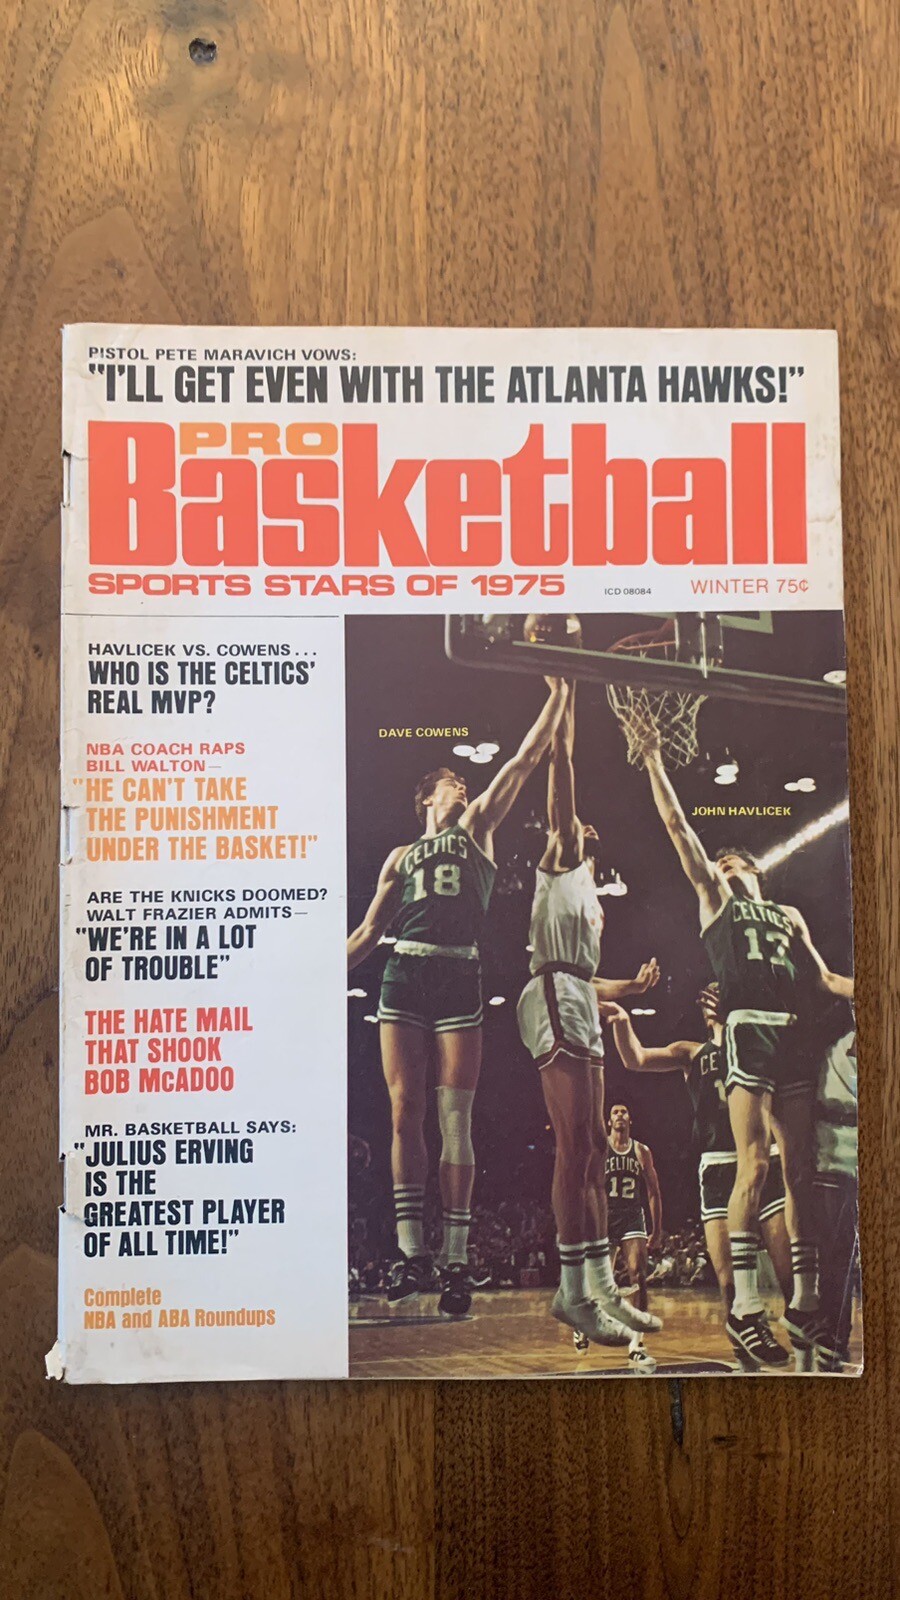 PISTOL PETE MARAVICH VOWS:
"I'LL GET EVEN WITH THE ATLANTA HAWKS!"
PRO
Basketball
SPORTS STARS OF 1975
ICD 08084
WINTER 75¢
HAVLICEK VS. COWENS...
WHO IS THE CELTICS'
REAL MVP?
NBA COACH RAPS
BILL WALTON—
"HE CAN'T TAKE
THE PUNISHMENT
UNDER THE BASKET!"
ARE THE KNICKS DOOMED?
WALT FRAZIER ADMITS—
"WE'RE IN A LOT
OF TROUBLE"
THE HATE MAIL
THAT SHOOK
BOB McADOO
MR. BASKETBALL SAYS:
"JULIUS ERVING
IS THE
GREATEST PLAYER
OF ALL TIME!"
Complete
NBA and ABA Roundups
DAVE COWENS
JOHN HAVLICEK
CELTICS
18
CELTICS
17
CELTICS
12
CE
1